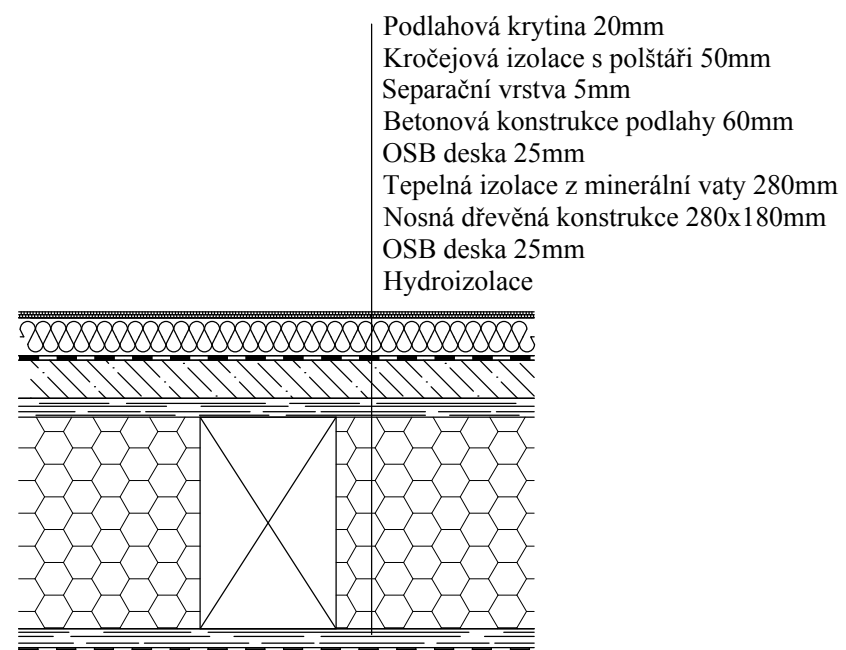 Podlahová krytina 20mm
Kročejová izolace s polštáři 50mm
Separační vrstva 5mm
Betonová konstrukce podlahy 60mm
OSB deska 25mm
Tepelná izolace z minerální vaty 280mm
Nosná dřevěná konstrukce 280x180mm
OSB deska 25mm
Hydroizolace